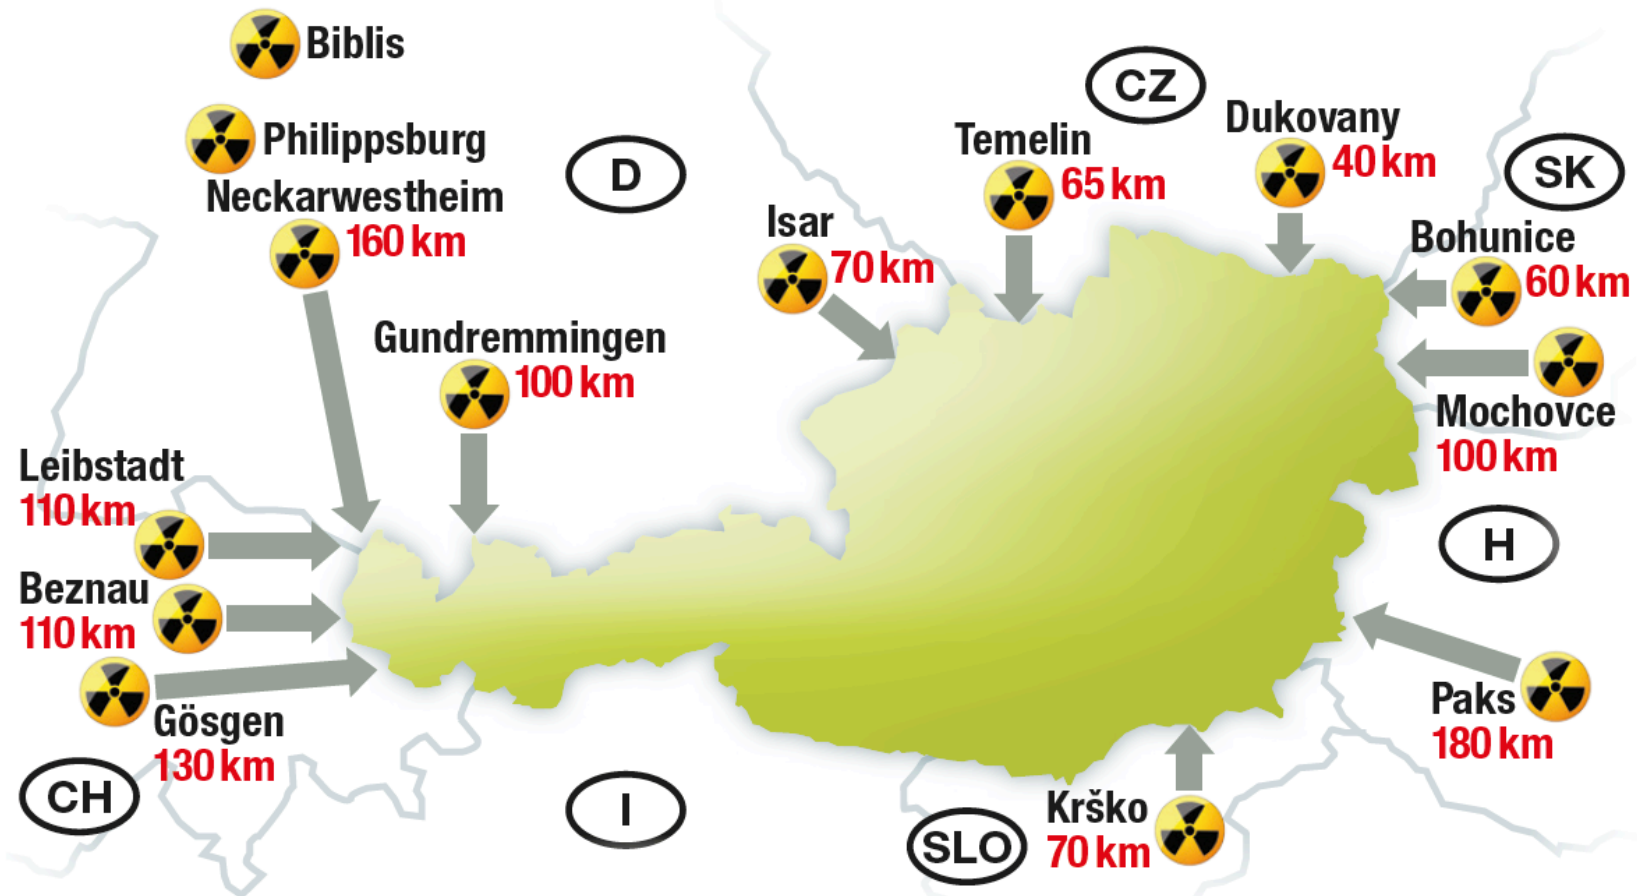 Biblis
Philippsburg
Neckarwestheim
160 km
D
CZ
Temelin
65 km
Dukovany
40 km
SK
Isar
70 km
Bohunice
60 km
Gundremmingen
100 km
Mochovce
100 km
Leibstadt
110 km
Beznau
110 km
H
Gösgen
130 km
Paks
180 km
CH
I
SLO
Krško
70 km